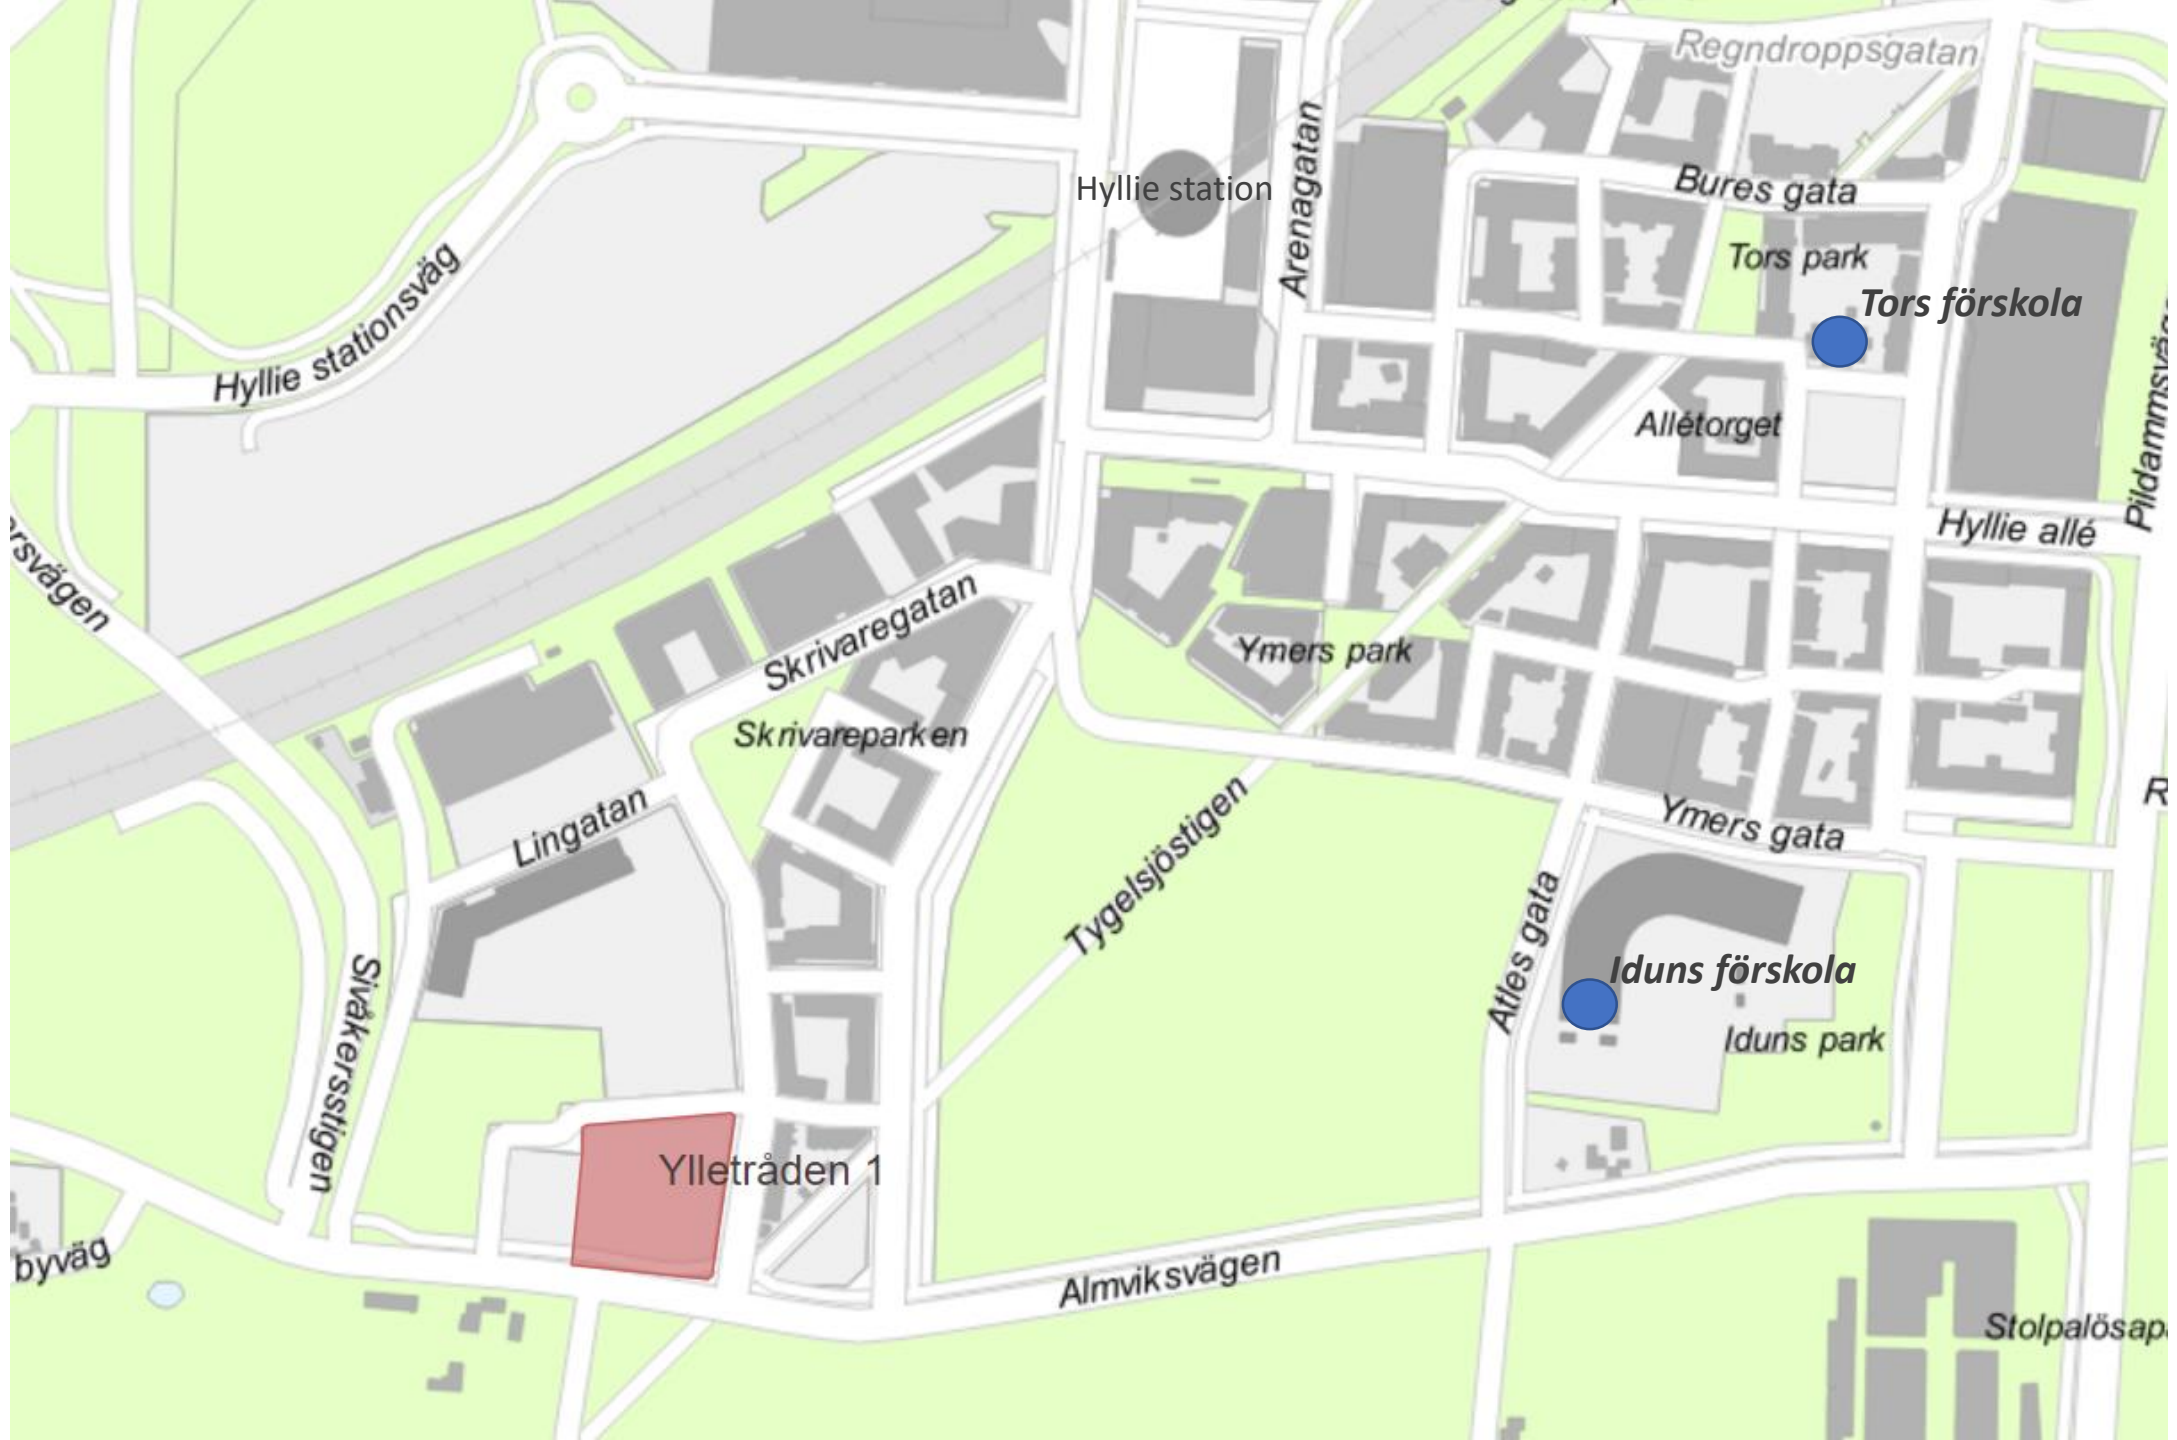 Regndroppsgatan
Arenagatan
Hyllie station
Bures gata
Tors park
Tors förskola
Hyllie stationsväg
Allétorget
Hyllie allé
Skrivaregatan
Ymers park
Skrivareparken
Lingatan
Tygelsjöstigen
Ymers gata
Atles gata
Iduns förskola
Iduns park
Sivåkersstigen
Ylletråden 1
byväg
Almviksvägen